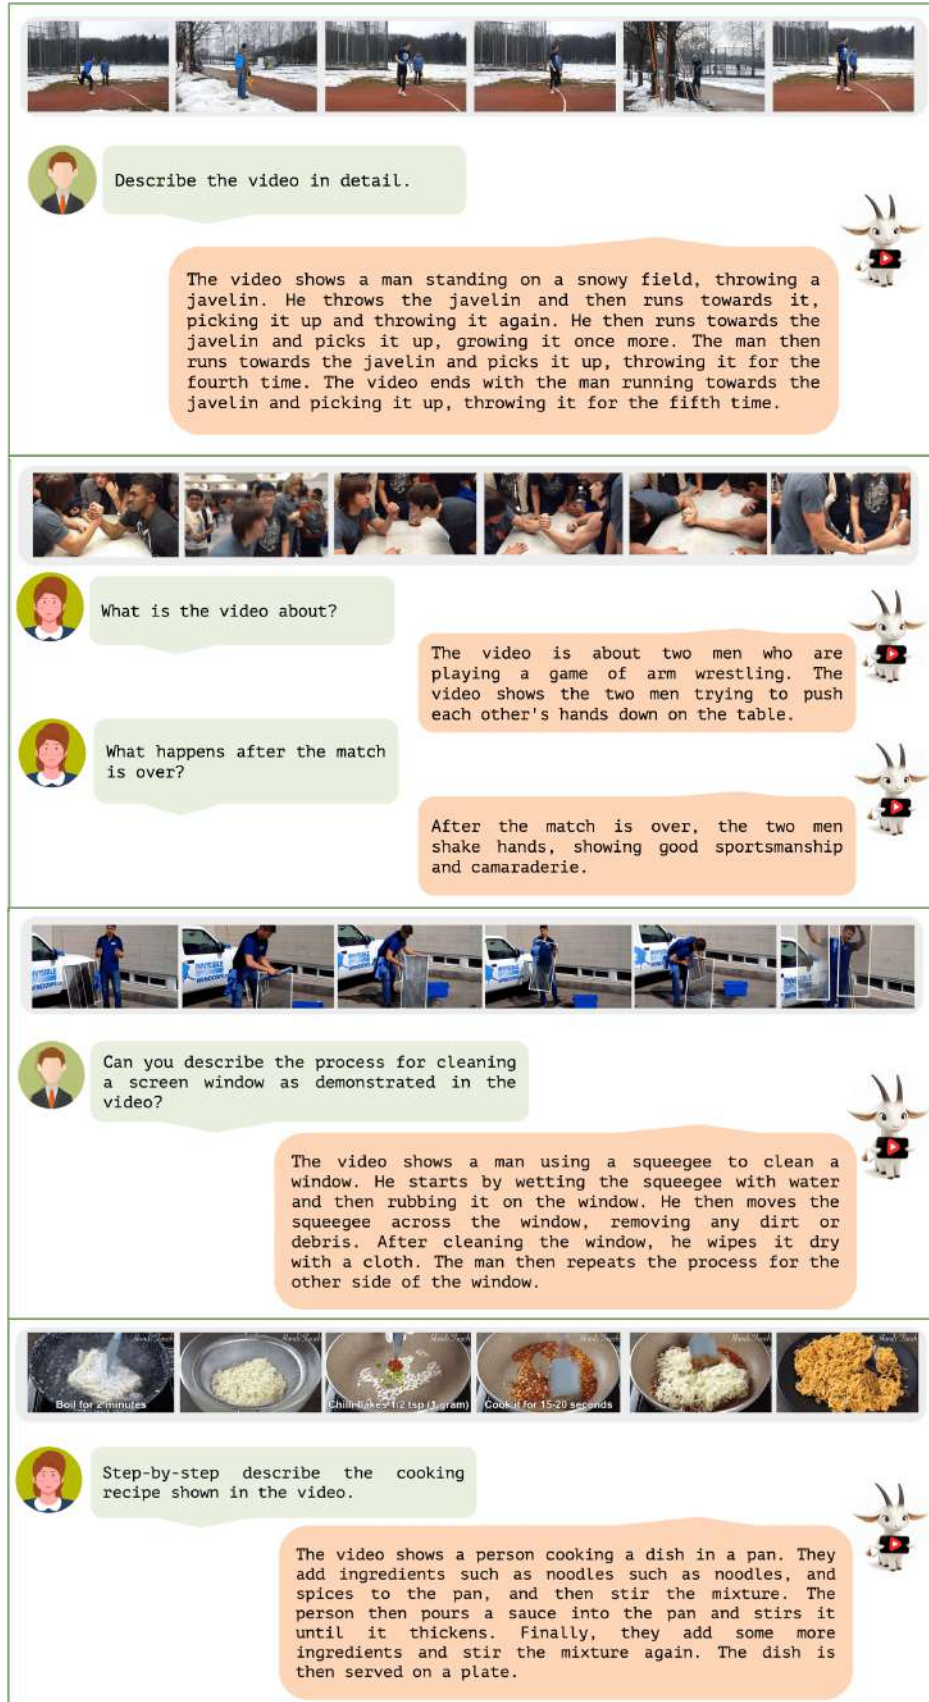 Describe the video in detail.
The video shows a man standing on a snowy field, throwing a
javelin. He throws the javelin and then runs towards it,
picking it up and throwing it again. He then runs towards the
javelin and picks it up, growing it once more. The man then
runs towards the javelin and picks it up, throwing it for the
fourth time. The video ends with the man running towards the
javelin and picking it up, throwing it for the fifth time.
What is the video about?
The video is about two men who are
playing a game of arm wrestling. The
video shows the two men trying to push
each other's hands down on the table.
What happens after the match
is over?
After the match is over, the two men
shake hands, showing good sportsmanship
and camaraderie.
Can you describe the process for cleaning
a screen window as demonstrated in the
video?
The video shows a man using a squeegee to clean a
window. He starts by wetting the squeegee with water
and then rubbing it on the window. He then moves the
squeegee across the window, removing any dirt or
debris. After cleaning the window, he wipes it dry
with a cloth. The man then repeats the process for the
other side of the window.
Boil for 2 minutes
Chilli flakes 1/2 tsp (1 gram)
Cook it for 15-20 seconds
Step-by-step describe the cooking
recipe shown in the video.
The video shows a person cooking a dish in a pan. They
add ingredients such as noodles such as noodles, and
spices to the pan, and then stir the mixture. The
person then pours a sauce into the pan and stirs it
until it thickens. Finally, they add some more
ingredients and stir the mixture again. The dish is
then served on a plate.